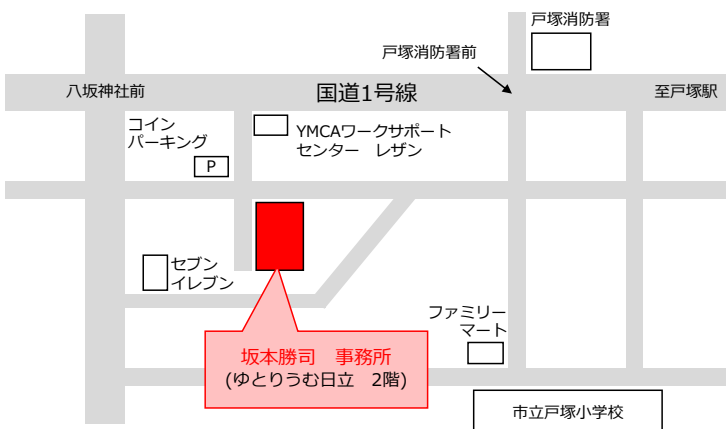 戸塚消防署
戸塚消防署前
八坂神社前
国道1号線
至戸塚駅
コイン
パーキング
P
YMCAワークサポート
センター　レザン
セブン
イレブン
ファミリー
マート
坂本勝司　事務所
(ゆとりうむ日立　2階)
市立戸塚小学校